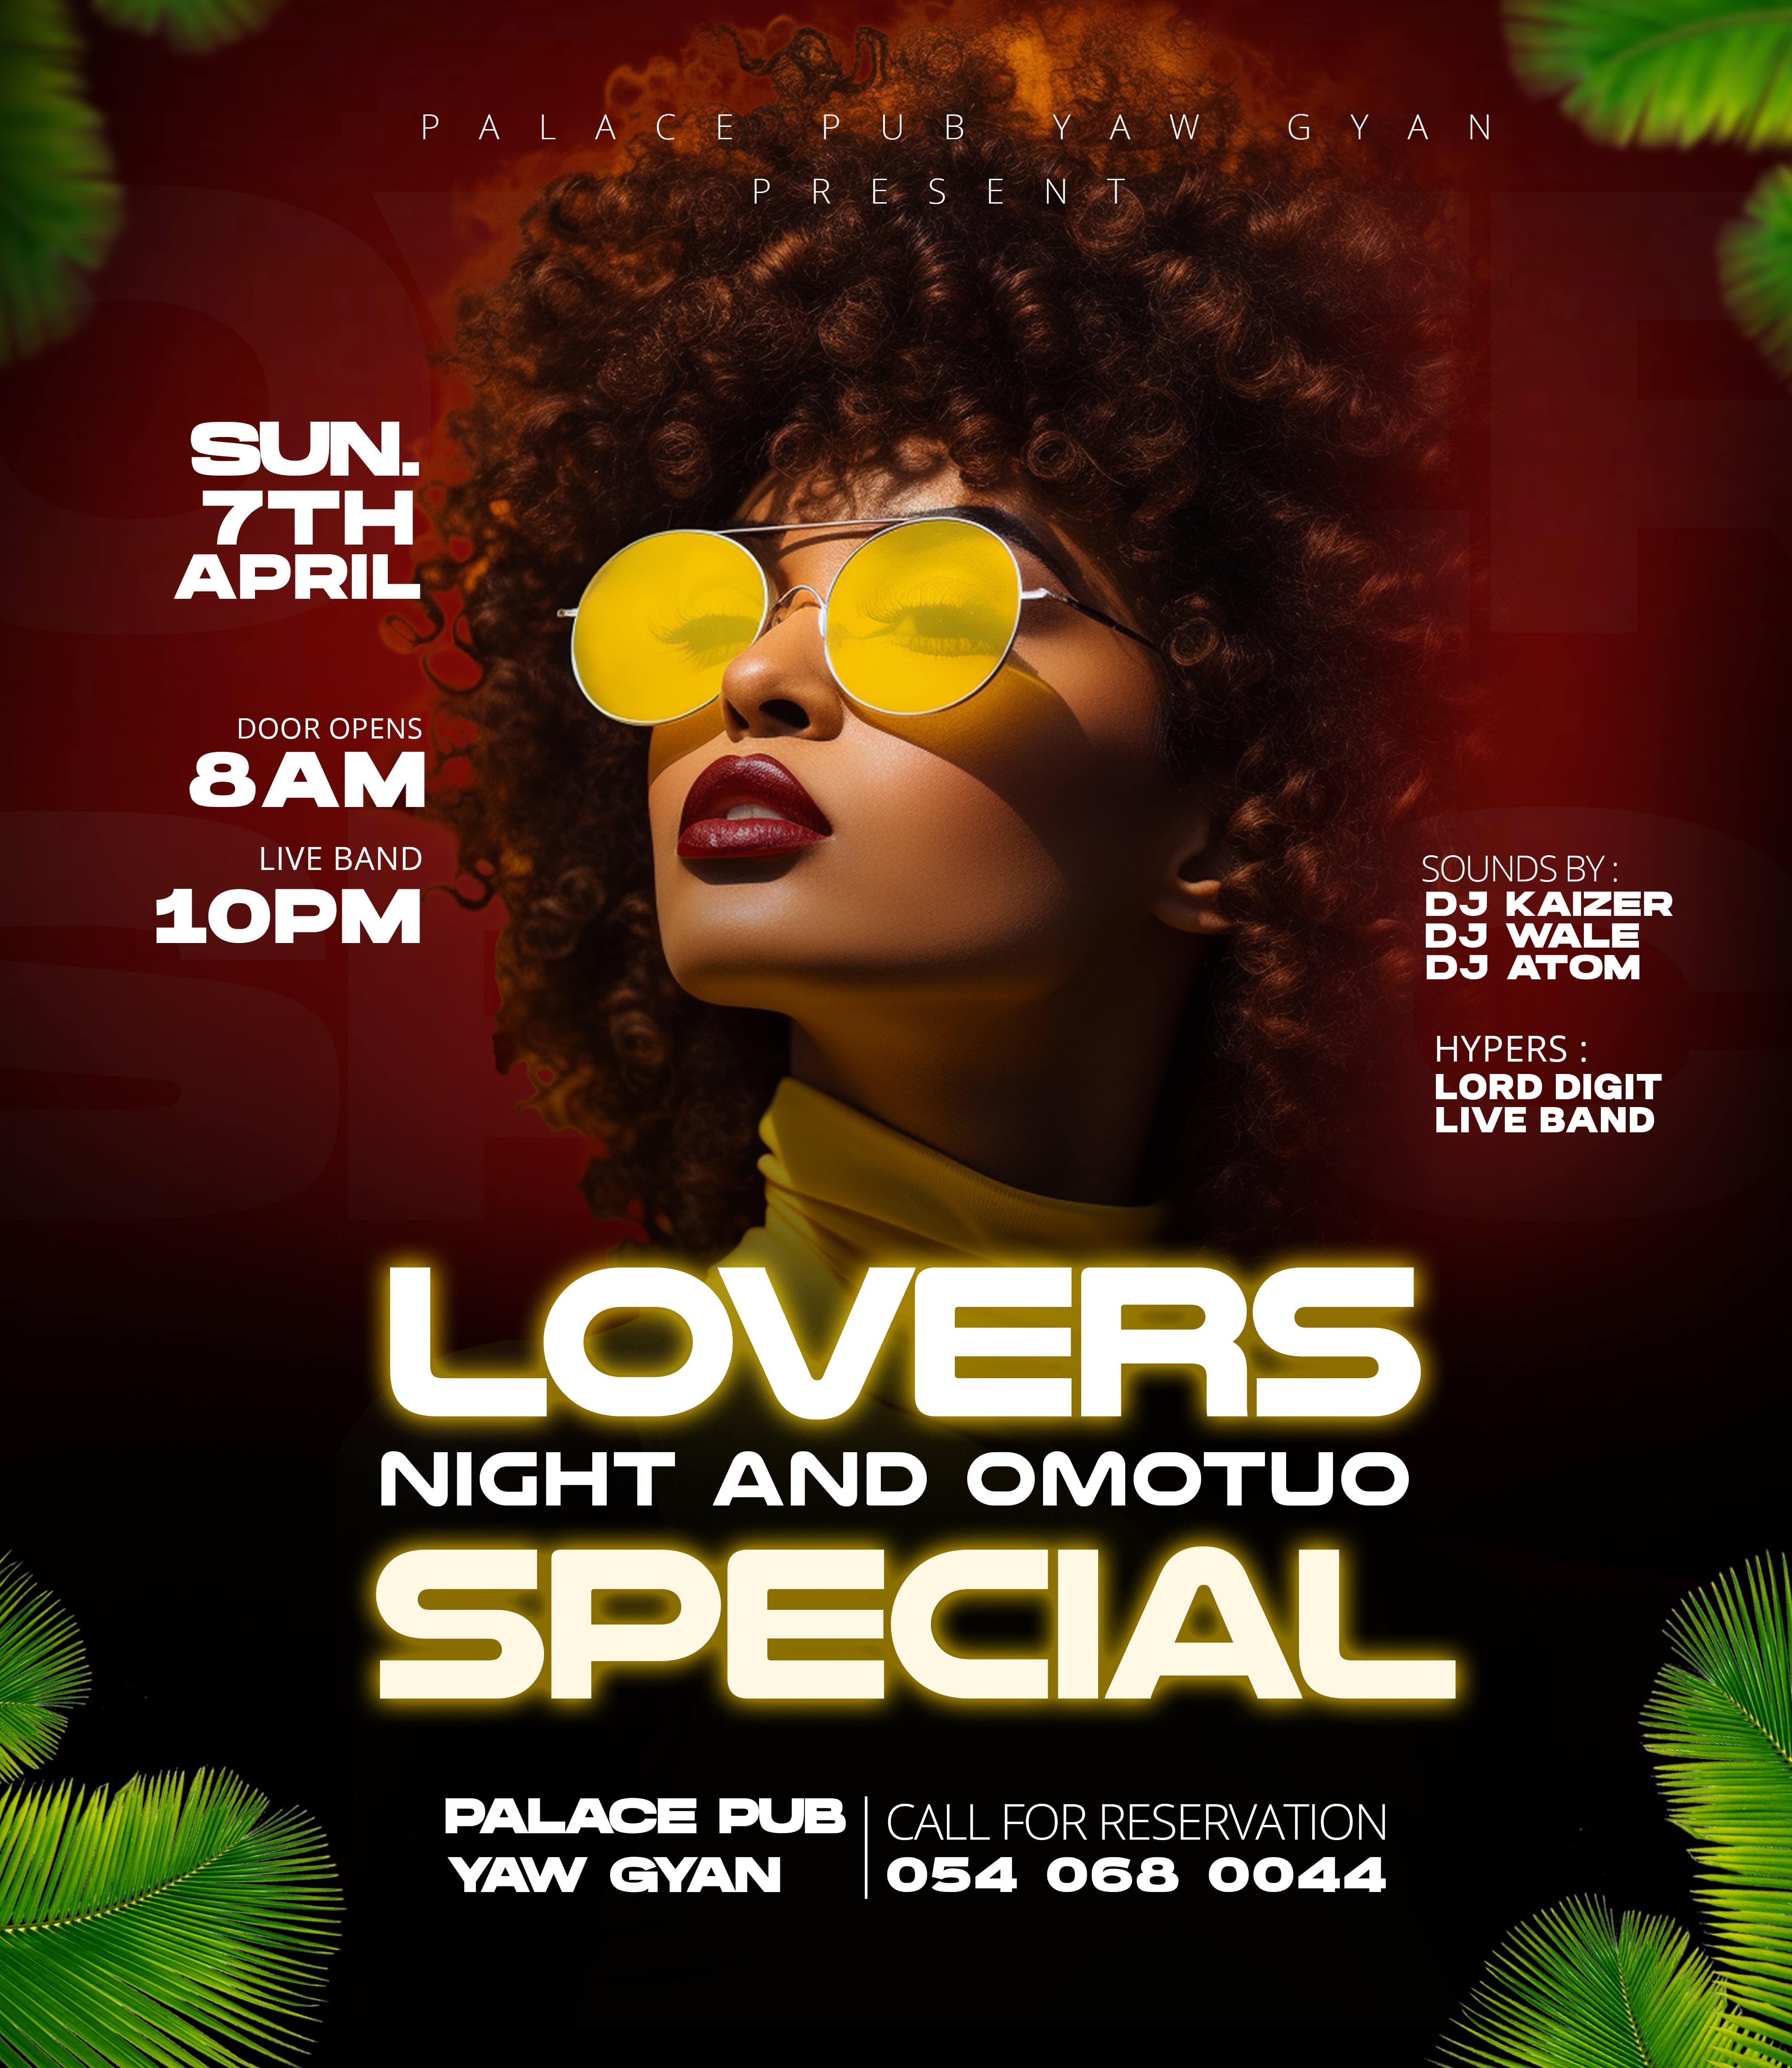 PALACE PUB YAW GYAN
PRESENT
SUN.
7TH
APRIL
DOOR OPENS
8AM
LIVE BAND
10PM
SOUNDS BY :
DJ KAIZER
DJ WALE
DJ ATOM
HYPERS :
LORD DIGIT
LIVE BAND
LOVERS
NIGHT AND OMOTUO
SPECIAL
PALACE PUB
YAW GYAN
CALL FOR RESERVATION
054 068 0044